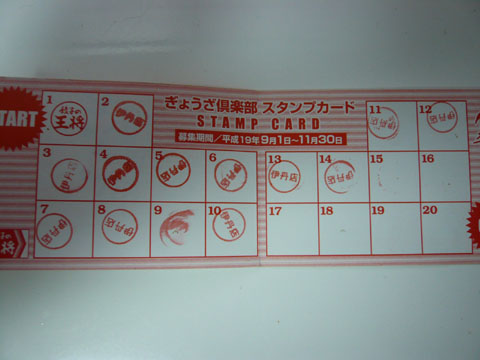 START
ぎょうざ倶楽部 スタンプカード
STAMP CARD
募集期間/平成19年9月1日~11月30日
1
王将
2
伊丹店
11
伊丹店
12
伊丹店
3
伊丹店
4
伊丹店
5
伊丹店
6
伊丹店
13
伊丹店
14
伊丹店
15
16
7
伊丹店
8
伊丹店
9
10
伊丹店
17
18
19
20
将